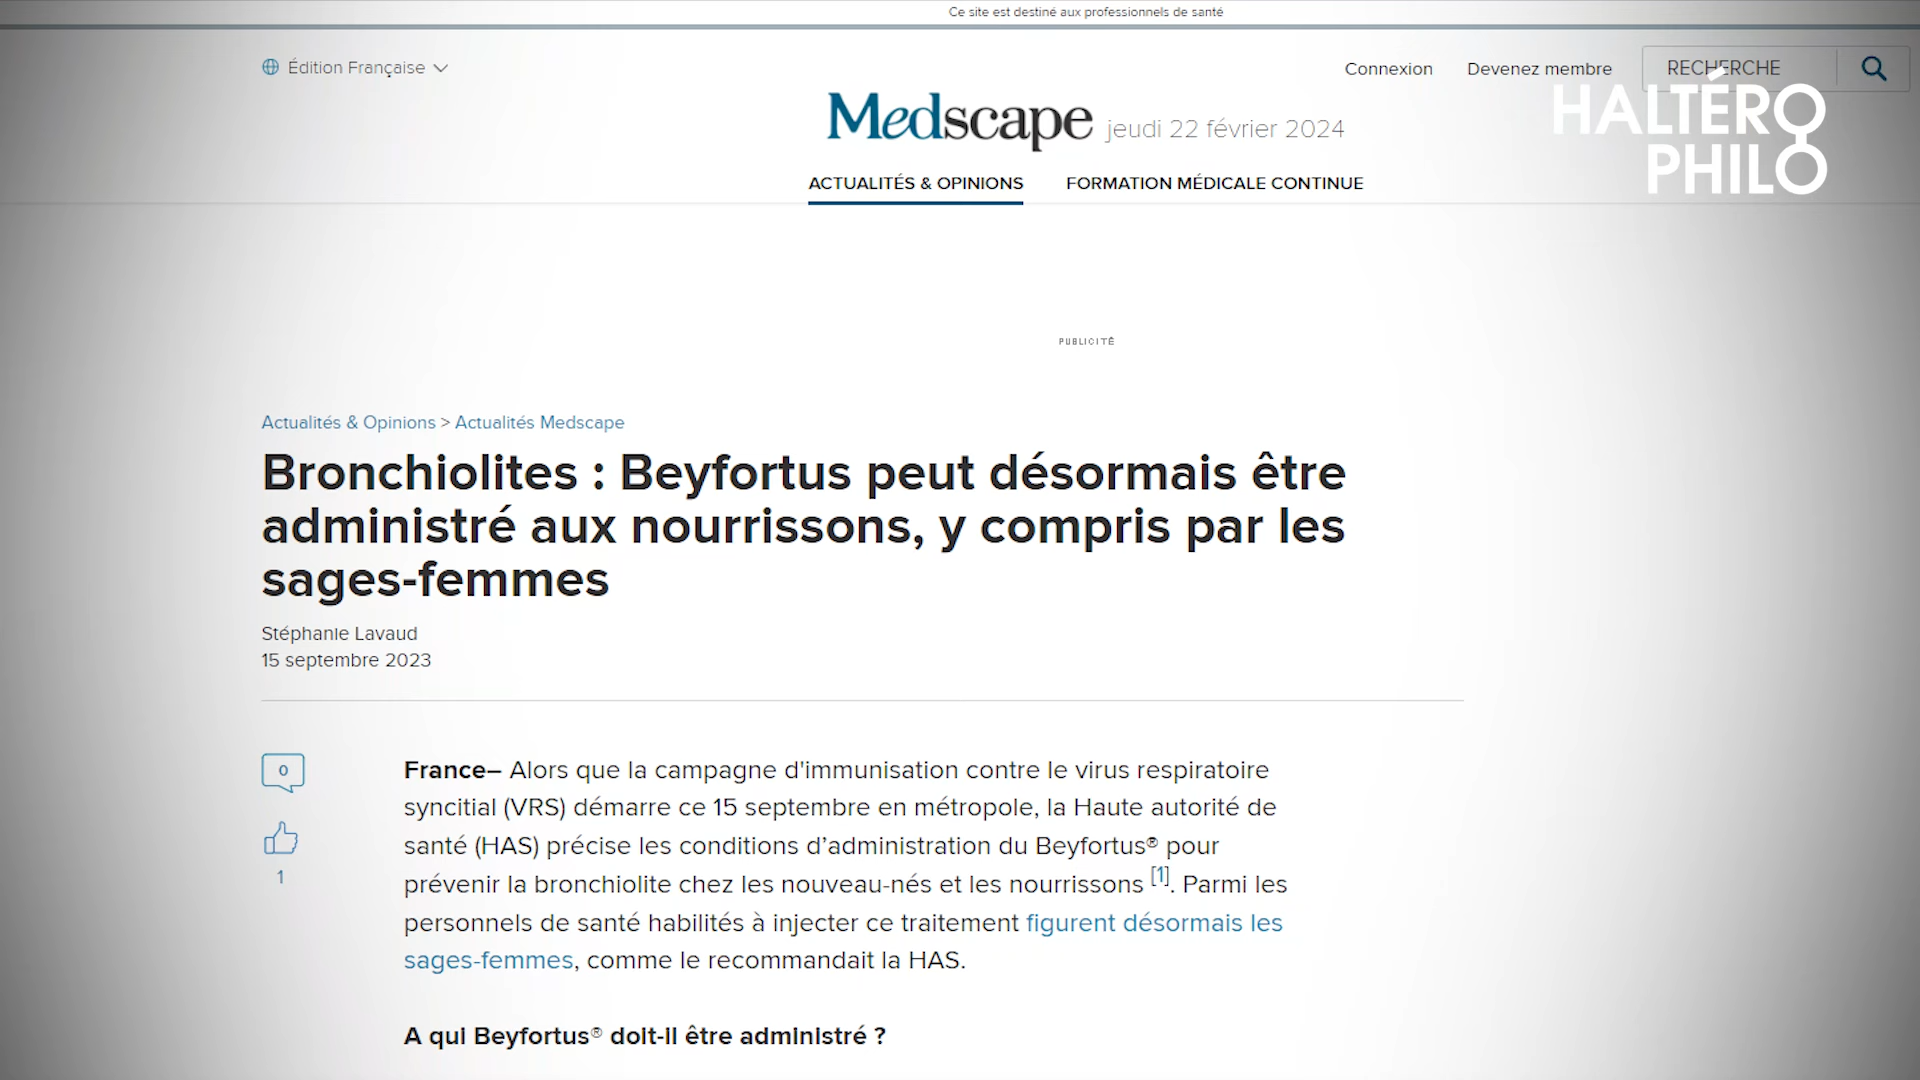 Ce site est destiné aux professionnels de santé
Édition Française
Connexion
Devenez membre
RECHERCHE
HALTÉRO
PHILO
Medscape jeudi 22 février 2024
ACTUALITÉS & OPINIONS
FORMATION MÉDICALE CONTINUE
PUBLICITÉ
Actualités & Opinions > Actualités Medscape
Bronchiolites : Beyfortus peut désormais être
administré aux nourrissons, y compris par les
sages-femmes
Stéphanie Lavaud
15 septembre 2023
0
1
France– Alors que la campagne d'immunisation contre le virus respiratoire
syncitial (VRS) démarre ce 15 septembre en métropole, la Haute autorité de
santé (HAS) précise les conditions d’administration du Beyfortus® pour
prévenir la bronchiolite chez les nouveau-nés et les nourrissons [1]. Parmi les
personnels de santé habilités à injecter ce traitement figurent désormais les
sages-femmes, comme le recommandait la HAS.
A qui Beyfortus® doit-il être administré ?